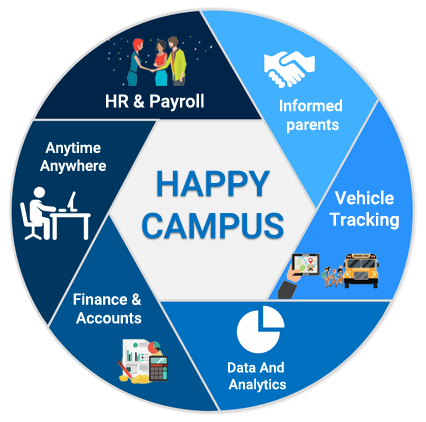 HR & Payroll
Informed
parents
Anytime
Anywhere
HAPPY
CAMPUS
Vehicle
Tracking
Finance &
Accounts
Data And
Analytics